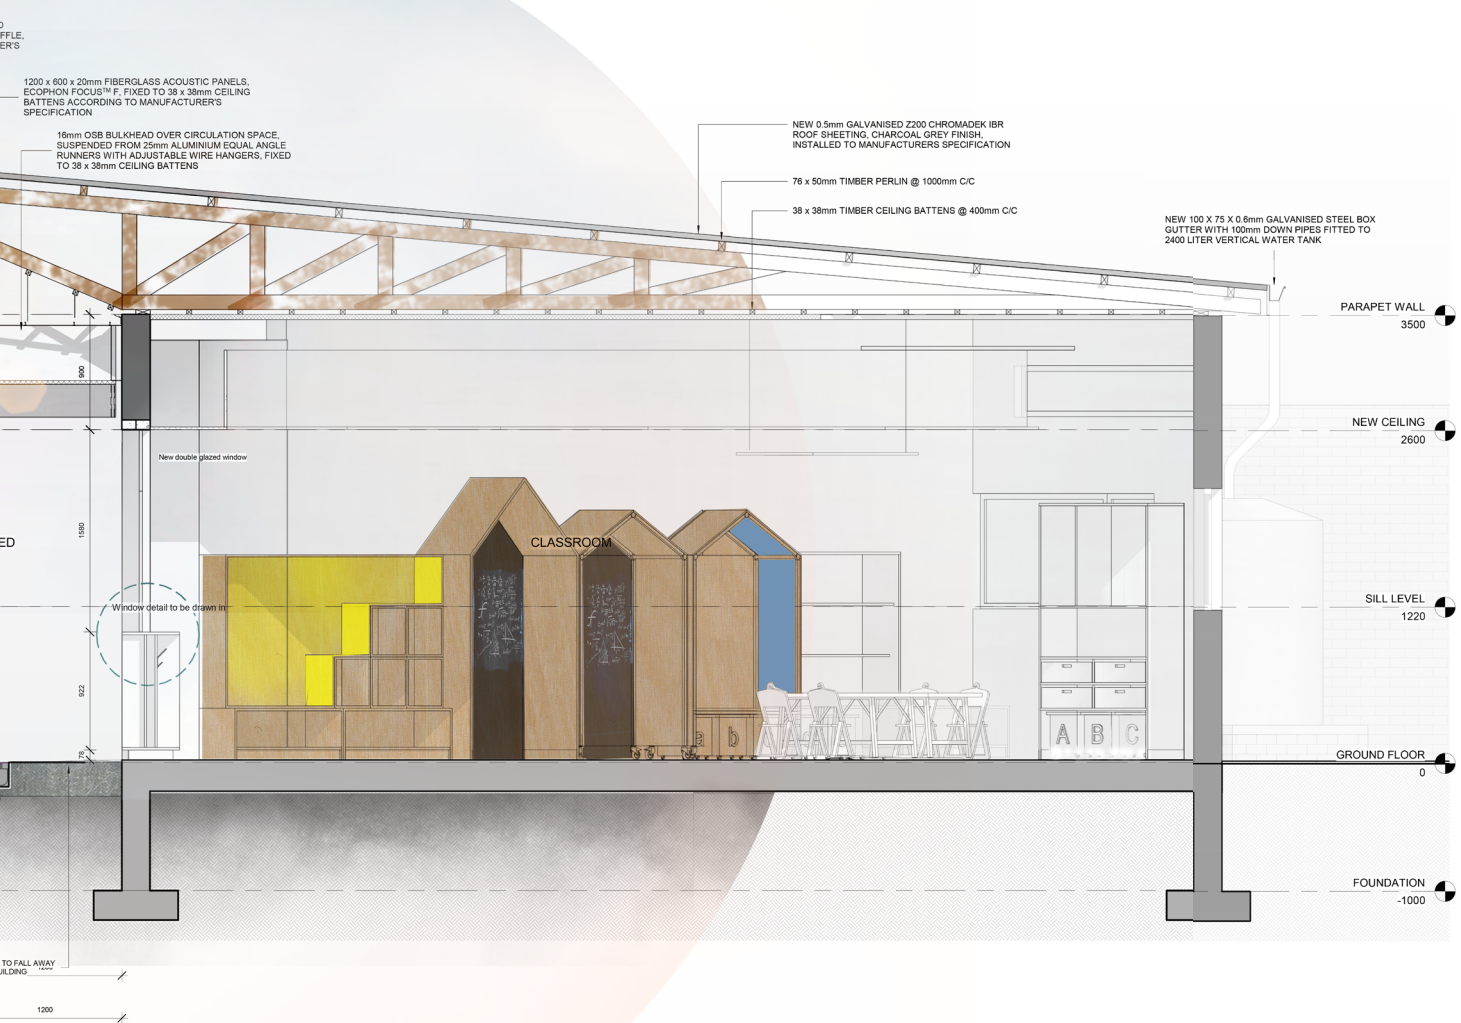 FFLE,
ER'S
1200 x 600 x 20mm FIBERGLASS ACOUSTIC PANELS,
ECOPHON FOCUS™ F, FIXED TO 38 x 38mm CEILING
BATTENS ACCORDING TO MANUFACTURER'S
SPECIFICATION
16mm OSB BULKHEAD OVER CIRCULATION SPACE,
SUSPENDED FROM 25mm ALUMINIUM EQUAL ANGLE
RUNNERS WITH ADJUSTABLE WIRE HANGERS, FIXED
TO 38 x 38mm CEILING BATTENS
NEW 0.5mm GALVANISED Z200 CHROMADEK IBR
ROOF SHEETING, CHARCOAL GREY FINISH,
INSTALLED TO MANUFACTURERS SPECIFICATION
76 x 50mm TIMBER PERLIN @ 1000mm C/C
38 x 38mm TIMBER CEILING BATTENS @ 400mm C/C
NEW 100 X 75 X 0.6mm GALVANISED STEEL BOX
GUTTER WITH 100mm DOWN PIPES FITTED TO
2400 LITER VERTICAL WATER TANK
PARAPET WALL
3500
900
NEW CEILING
2600
New double glazed window
1580
ED
CLASSROOM
Window detail to be drawn in
SILL LEVEL
1220
922
a b
A B C
78
GROUND FLOOR
0
FOUNDATION
-1000
TO FALL AWAY
UILDING
1200